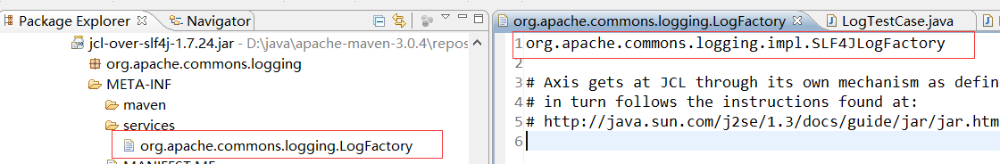 Package Explorer
Navigator
jcl-over-slf4j-1.7.24.jar - D:\java\apache-maven-3.0.4\repos
org.apache.commons.logging
META-INF
maven
services
org.apache.commons.logging.LogFactory
MANIFEST.MF
org.apache.commons.logging.LogFactory
LogTestCase.java
1 org.apache.commons.logging.impl.SLF4JLogFactory
2
3 # Axis gets at JCL through its own mechanism as defin
4 # in turn follows the instructions found at:
5 # http://java.sun.com/j2se/1.3/docs/guide/jar/jar.htm
6